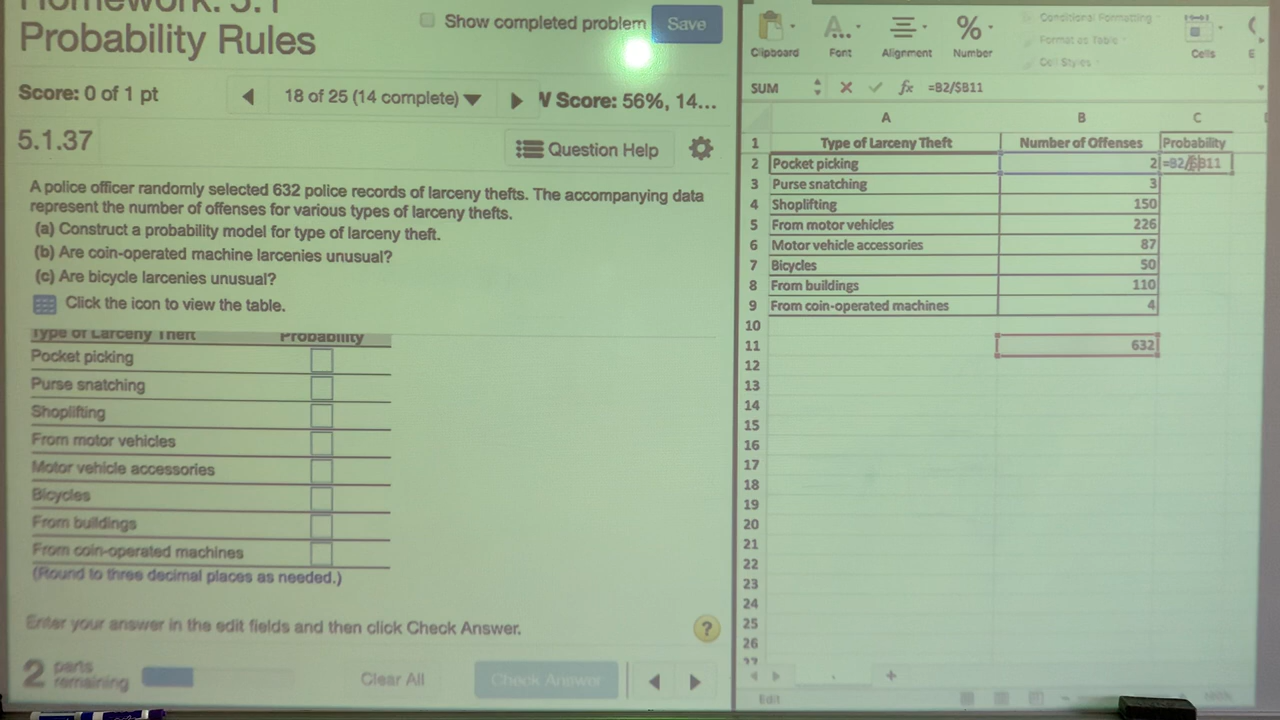 Homework: 5.1
Probability Rules
Show completed problem
Save
Score: 0 of 1 pt
18 of 25 (14 complete)
Score: 56%, 14...
5.1.37
Question Help
A police officer randomly selected 632 police records of larceny thefts. The accompanying data
represent the number of offenses for various types of larceny thefts.
(a) Construct a probability model for type of larceny theft.
(b) Are coin-operated machine larcenies unusual?
(c) Are bicycle larcenies unusual?
Click the icon to view the table.
Type of Larceny Theft Probability
Pocket picking
Purse snatching
Shoplifting
From motor vehicles
Motor vehicle accessories
Bicycles
From buildings
From coin-operated machines
(Round to three decimal places as needed.)
Enter your answer in the edit fields and then click Check Answer.
?
2 parts
remaining
Clear All
Check Answer
Clipboard
A...
Font
Alignment
%
Number
Conditional Formatting
Format as Table
Cell Styles
Cells
E
SUM
fx =B2/$B11
A B C
1 Type of Larceny Theft Number of Offenses Probability
2 Pocket picking 2 =B2/$B11
3 Purse snatching 3
4 Shoplifting 150
5 From motor vehicles 226
6 Motor vehicle accessories 87
7 Bicycles 50
8 From buildings 110
9 From coin-operated machines 4
10
11 632
12
13
14
15
16
17
18
19
20
21
22
23
24
25
26
Edit